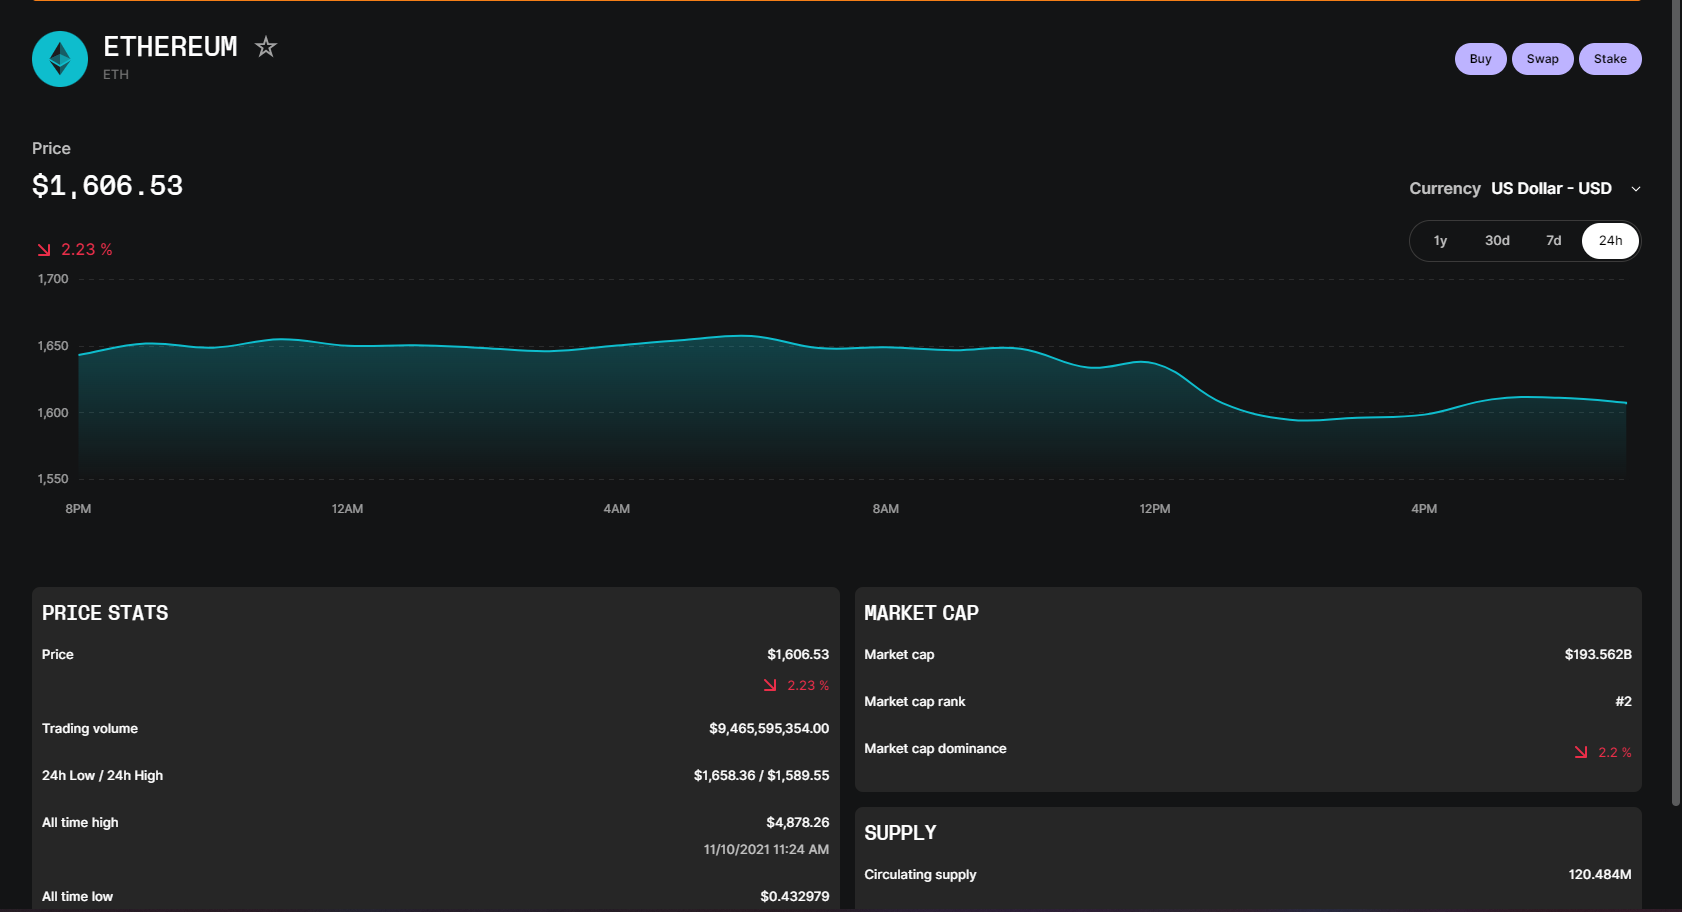 ETHEREUM
ETH
Buy Swap Stake
Price
$1,606.53
Currency US Dollar - USD
2.23 %
1y 30d 7d 24h
1,700
1,650
1,600
1,550
8PM 12AM 4AM 8AM 12PM 4PM
PRICE STATS
Price $1,606.53
2.23 %
Trading volume $9,465,595,354.00
24h Low / 24h High $1,658.36 / $1,589.55
All time high $4,878.26
11/10/2021 11:24 AM
All time low $0.432979
MARKET CAP
Market cap $193.562B
Market cap rank #2
Market cap dominance 2.2 %
SUPPLY
Circulating supply 120.484M